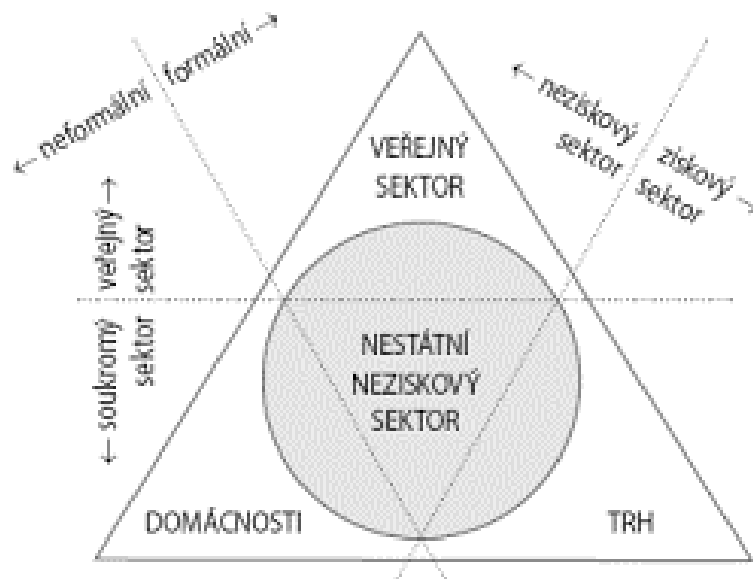 ← neformální
formální →
← neziskový
sektor
ziskový →
sektor
VEŘEJNÝ
SEKTOR
veřejný →
sektor
← soukromý
sektor
NESTÁTNÍ
NEZISKOVÝ
SEKTOR
DOMÁCNOSTI
TRH